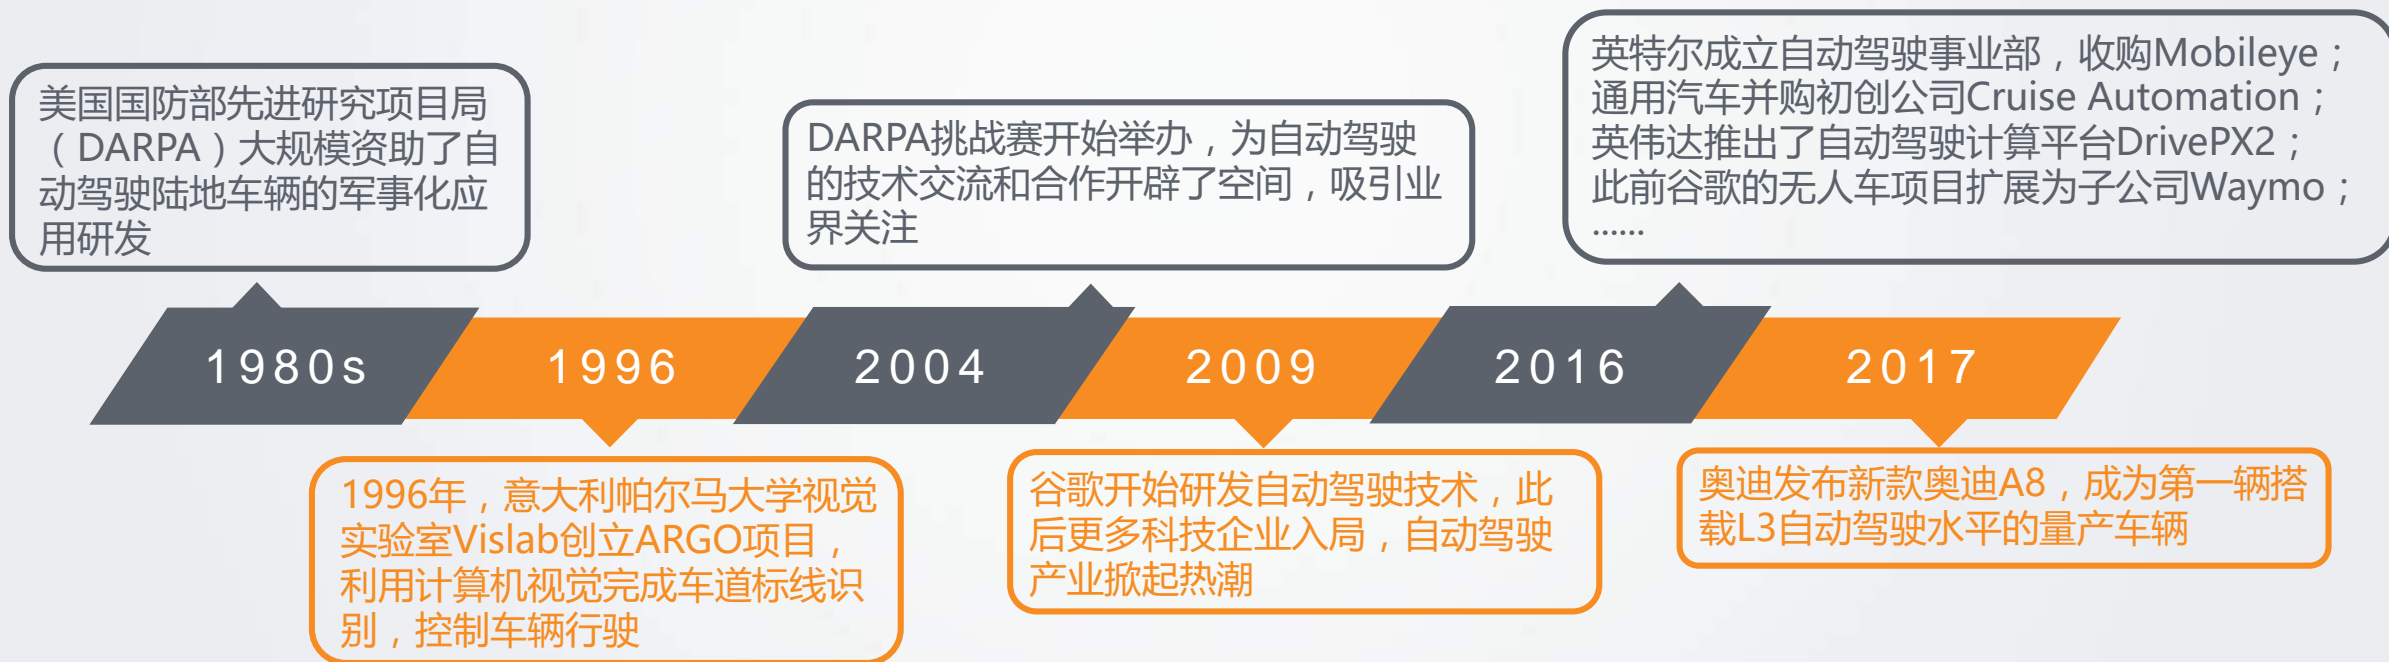 美国国防部先进研究项目局
（DARPA）大规模资助了自
动驾驶陆地车辆的军事化应
用研发
DARPA挑战赛开始举办，为自动驾驶
的技术交流和合作开辟了空间，吸引业
界关注
英特尔成立自动驾驶事业部，收购Mobileye；
通用汽车并购初创公司Cruise Automation；
英伟达推出了自动驾驶计算平台DrivePX2；
此前谷歌的无人车项目扩展为子公司Waymo；
......
1980s
1996
2004
2009
2016
2017
1996年，意大利帕尔马大学视觉
实验室Vislab创立ARGO项目，
利用计算机视觉完成车道标线识
别，控制车辆行驶
谷歌开始研发自动驾驶技术，此
后更多科技企业入局，自动驾驶
产业掀起热潮
奥迪发布新款奥迪A8，成为第一辆搭
载L3自动驾驶水平的量产车辆